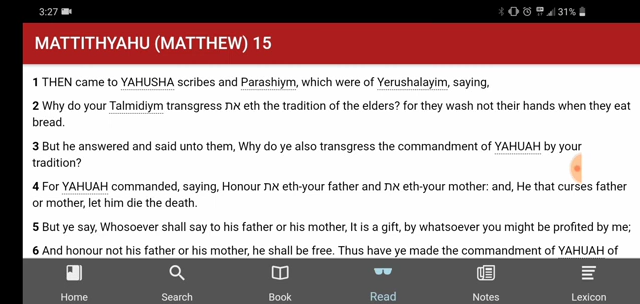 3:27 31%
MATTITHYAHU (MATTHEW) 15
1 THEN came to YAHUSHA scribes and Parashiym, which were of Yerushalayim, saying,
2 Why do your Talmidiym transgress את eth the tradition of the elders? for they wash not their hands when they eat
bread.
3 But he answered and said unto them, Why do ye also transgress the commandment of YAHUAH by your
tradition?
4 For YAHUAH commanded, saying, Honour את eth-your father and את eth-your mother: and, He that curses father
or mother, let him die the death.
5 But ye say, Whosoever shall say to his father or his mother, It is a gift, by whatsoever you might be profited by me;
6 And honour not his father or his mother, he shall be free. Thus have ye made the commandment of YAHUAH of
Home Search Book Read Notes Lexicon